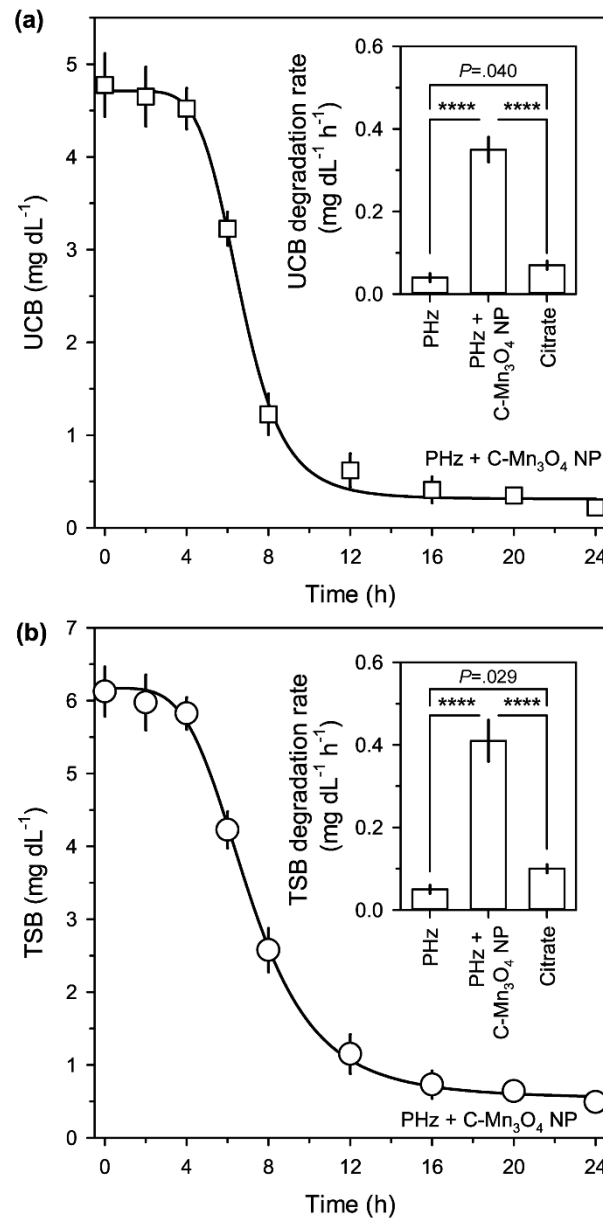 (a)
UCB (mg dL⁻¹)
5
4
3
2
1
0
0 4 8 12 16 20 24
Time (h)
PHz + C-Mn₃O₄ NP
UCB degradation rate
(mg dL⁻¹ h⁻¹)
0.6
0.4
0.2
0.0
P=.040
**** ****
PHz
PHz +
C-Mn₃O₄ NP
Citrate
(b)
TSB (mg dL⁻¹)
7
6
5
4
3
2
1
0
0 4 8 12 16 20 24
Time (h)
PHz + C-Mn₃O₄ NP
TSB degradation rate
(mg dL⁻¹ h⁻¹)
0.6
0.4
0.2
0.0
P=.029
**** ****
PHz
PHz +
C-Mn₃O₄ NP
Citrate